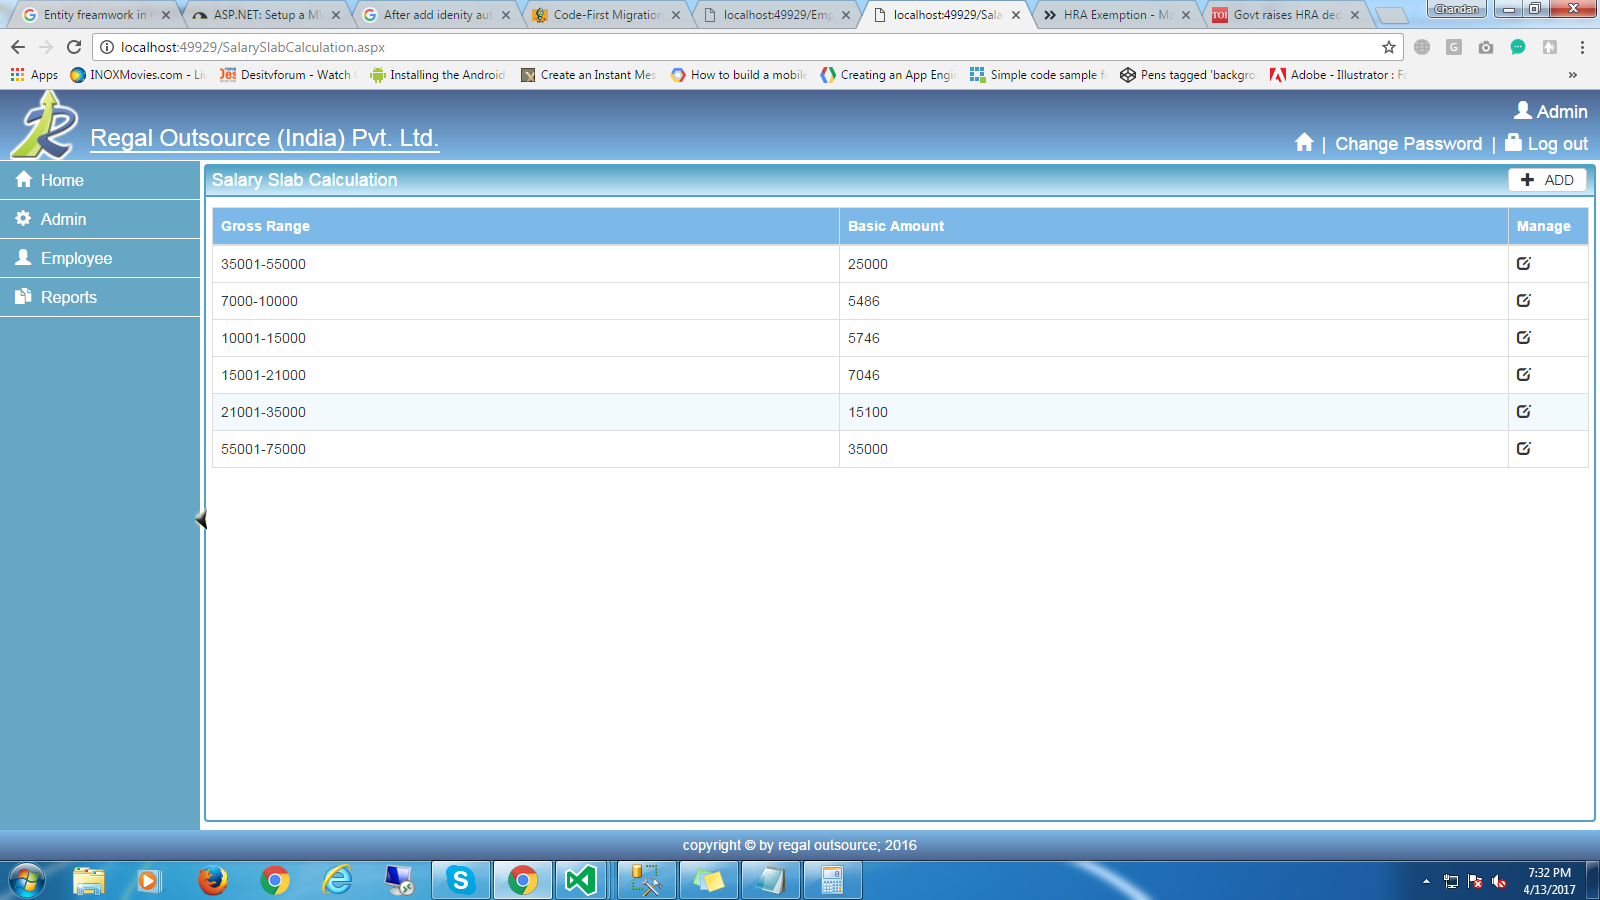 Entity freamwork in
ASP.NET: Setup a
After add idenity aut
Code-First Migration
localhost:49929/Emp
localhost:49929/Sala
HRA Exemption -
TOI Govt raises HRA ded
Chandan
localhost:49929/SalarySlabCalculation.aspx
Apps
INOXMovies.com - Liv
Des Desitvforum - Watch
Installing the Android
Create an Instant Mes
How to build a mobile
Creating an App Engi
Simple code sample f
Pens tagged 'backgro
Adobe - Illustrator : Fo
Regal Outsource (India) Pvt. Ltd.
Admin
| Change Password | Log out
Home
Admin
Employee
Reports
Salary Slab Calculation
ADD
Gross Range Basic Amount Manage
35001-55000 25000
7000-10000 5486
10001-15000 5746
15001-21000 7046
21001-35000 15100
55001-75000 35000
copyright © by regal outsource; 2016
7:32 PM
4/13/2017